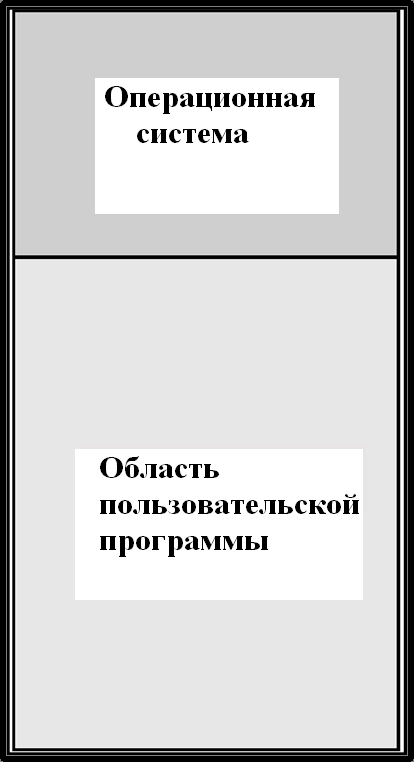 Операционная
система
Область
пользовательской
программы